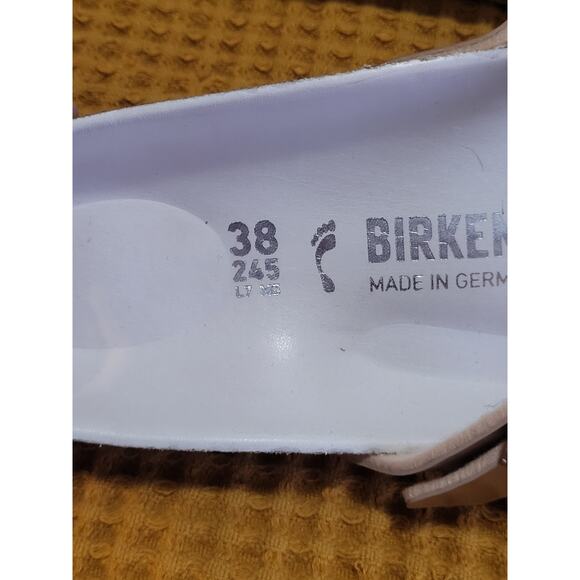 38
245
L7 M5
BIRKEN
MADE IN GERM